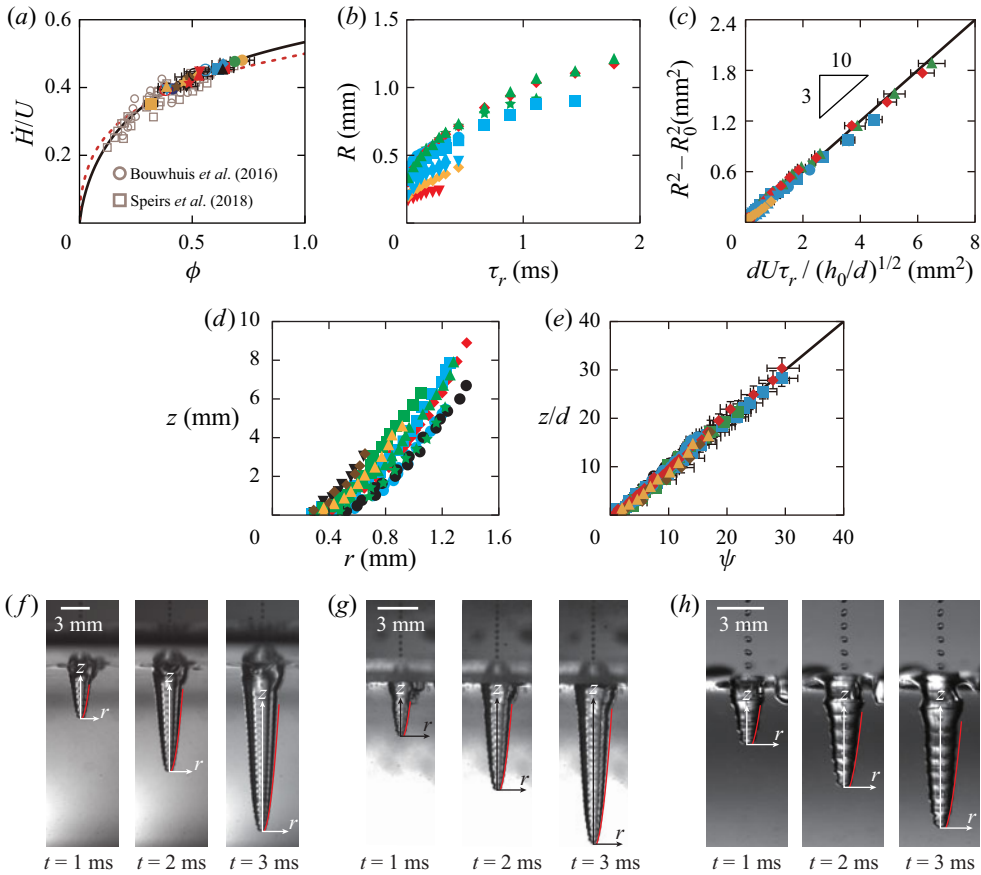 (a)
0.6
0.4
0.2
0
0.5
1.0
Ḣ/U
ϕ
Bouwhuis et al. (2016)
Speirs et al. (2018)
(b)
1.5
1.0
0.5
0
1
2
R (mm)
τr (ms)
(c)
2.4
1.8
1.2
0.6
0
2
4
6
8
10
3
R² – R₀² (mm²)
dUτr / (h₀/d)^1/2 (mm²)
(d)
10
8
6
4
2
0
0.4
0.8
1.2
1.6
z (mm)
r (mm)
(e)
40
30
20
10
0
10
20
30
40
z/d
ψ
(f)
3 mm
z
r
z
r
z
r
t = 1 ms
t = 2 ms
t = 3 ms
(g)
3 mm
z
r
z
r
z
r
t = 1 ms
t = 2 ms
t = 3 ms
(h)
3 mm
z
r
z
r
z
r
t = 1 ms
t = 2 ms
t = 3 ms